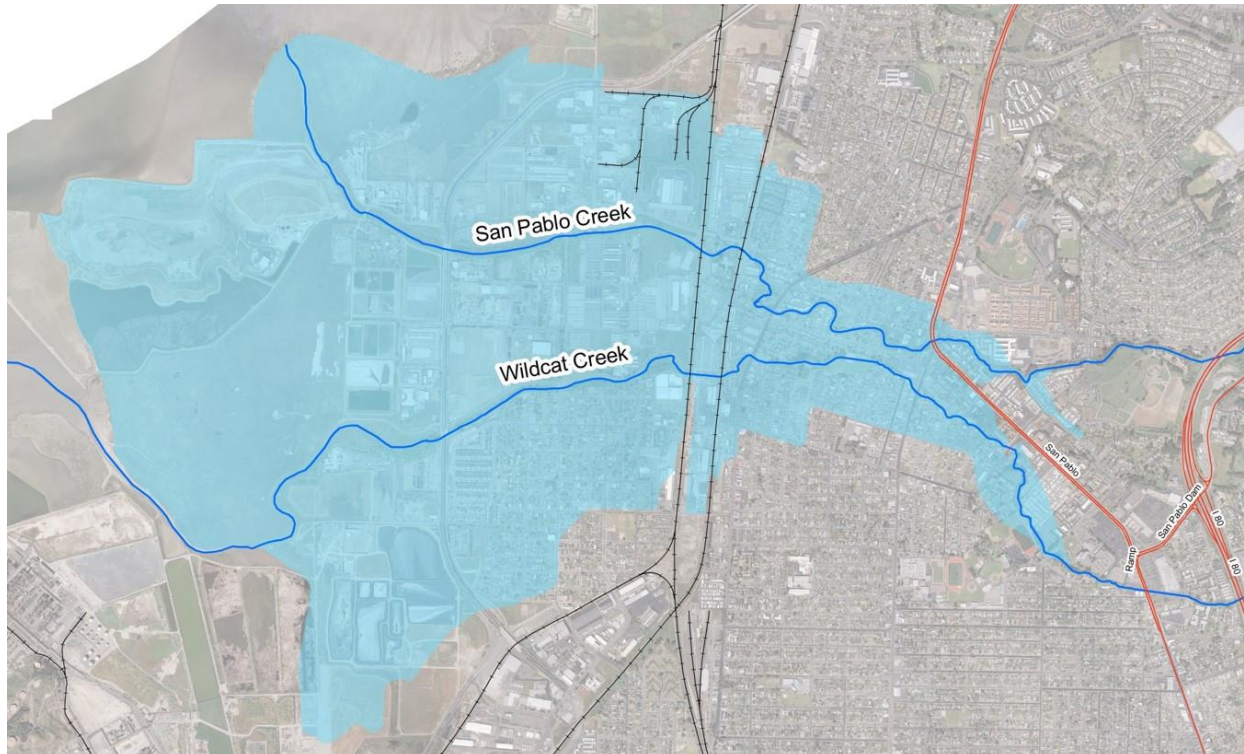 San Pablo Creek
Wildcat Creek
San Pablo
San Pablo Dam
I 80
I 80
Ramp